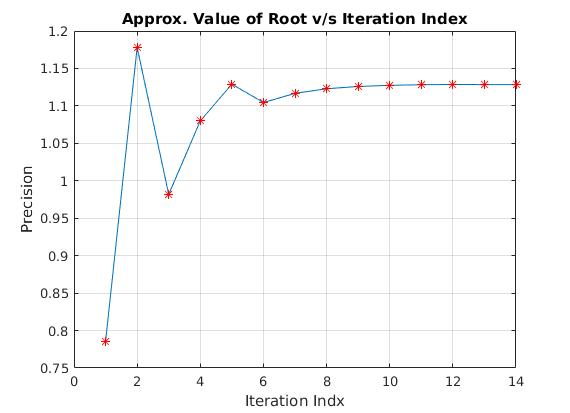 Approx. Value of Root v/s Iteration Index
1.2
1.15
1.1
1.05
1
0.95
0.9
0.85
0.8
0.75
Precision
0 2 4 6 8 10 12 14
Iteration Indx